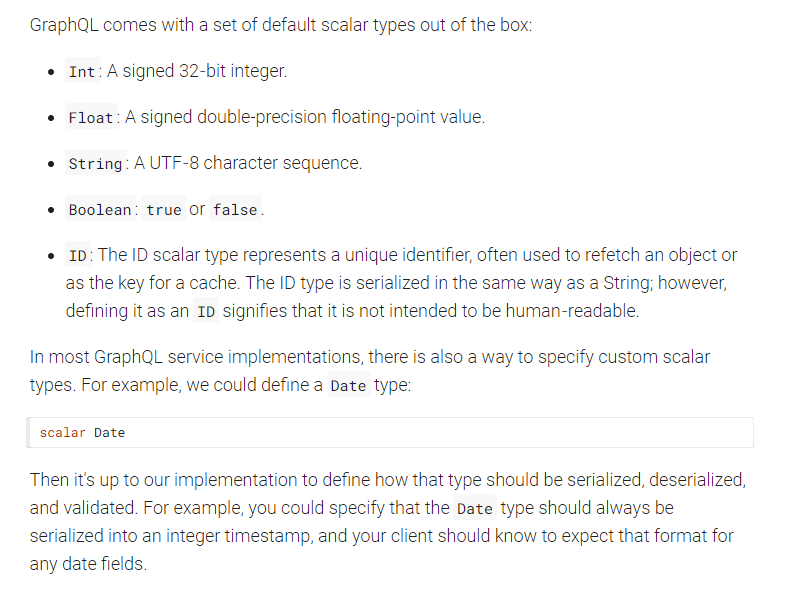 GraphQL comes with a set of default scalar types out of the box:
• Int: A signed 32-bit integer.
• Float: A signed double-precision floating-point value.
• String: A UTF-8 character sequence.
• Boolean: true or false.
• ID: The ID scalar type represents a unique identifier, often used to refetch an object or
as the key for a cache. The ID type is serialized in the same way as a String; however,
defining it as an ID signifies that it is not intended to be human-readable.
In most GraphQL service implementations, there is also a way to specify custom scalar
types. For example, we could define a Date type:
scalar Date
Then it's up to our implementation to define how that type should be serialized, deserialized,
and validated. For example, you could specify that the Date type should always be
serialized into an integer timestamp, and your client should know to expect that format for
any date fields.